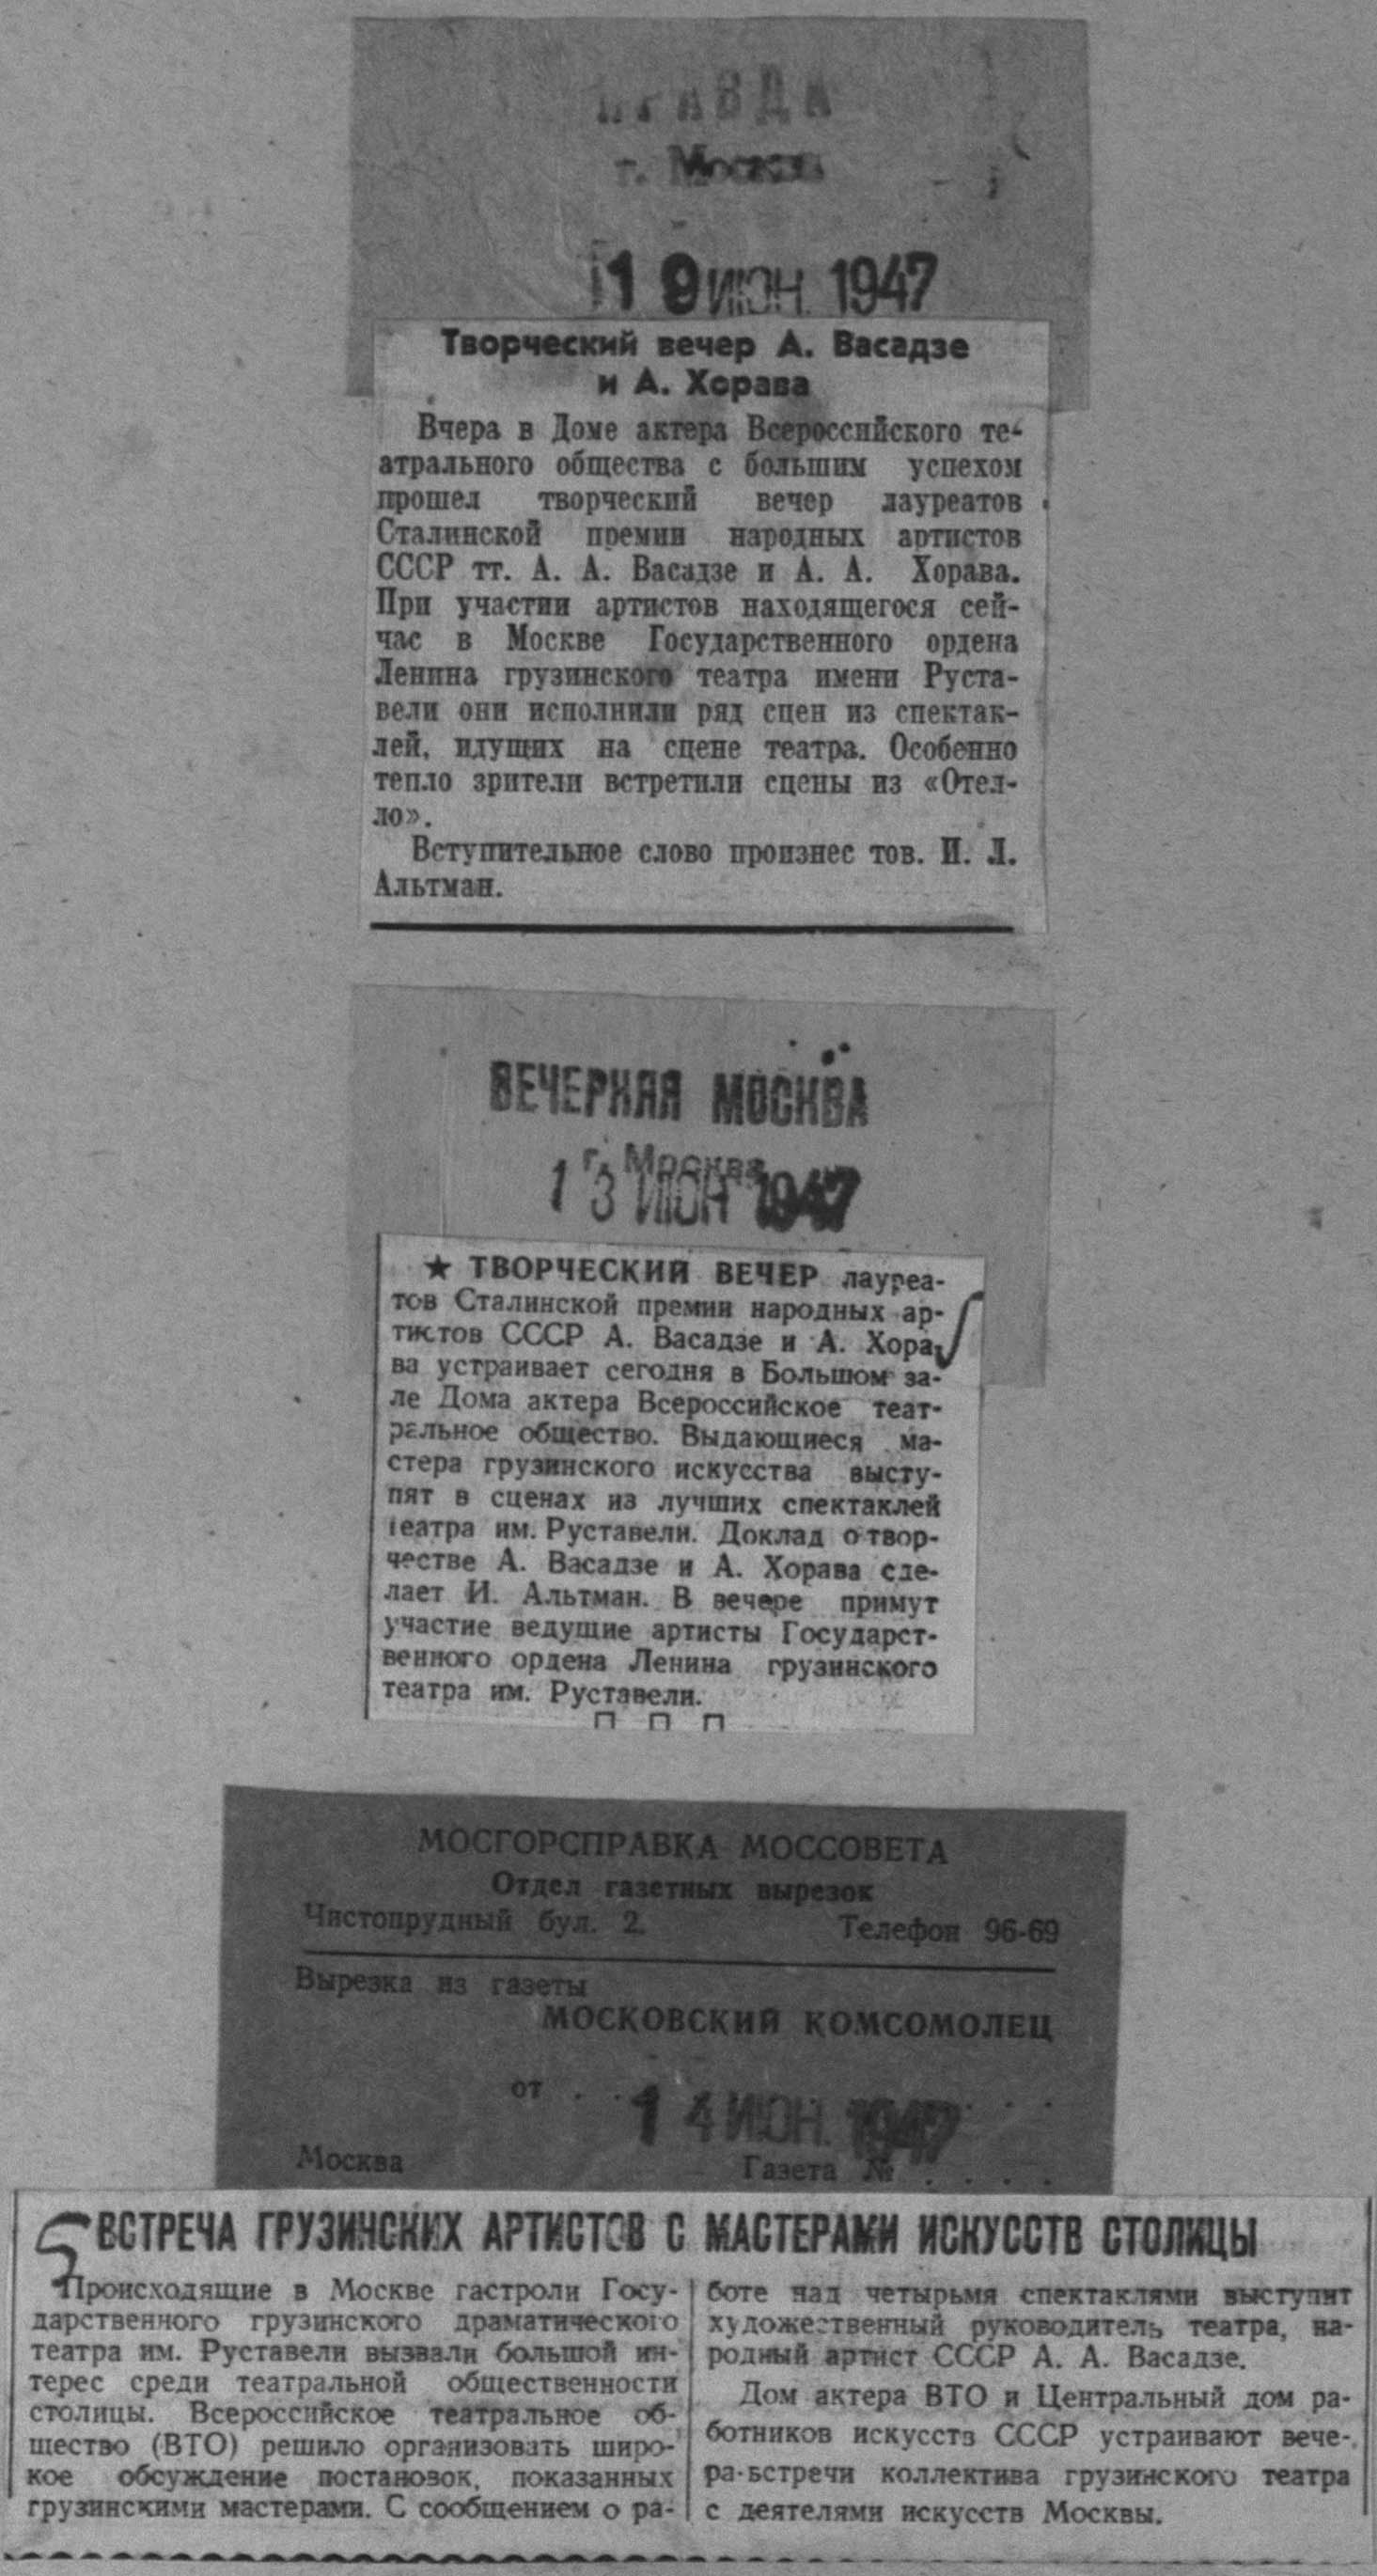 ПРАВДА
г. Москва
19 ИЮН. 1947
Творческий вечер А. Васадзе
и А. Хорава
Вчера в Доме актера Всероссийского те-
атрального общества с большим успехом
прошел творческий вечер лауреатов
Сталинской премии народных артистов
СССР тт. А. А. Васадзе и А. А. Хорава.
При участии артистов находящегося сей-
час в Москве Государственного ордена
Ленина грузинского театра имени Руста-
вели они исполнили ряд сцен из спектак-
лей, идущих на сцене театра. Особенно
тепло зрители встретили сцены из «Отел-
ло».
Вступительное слово произнес тов. И. Л.
Альтман.
ВЕЧЕРНЯЯ МОСКВА
г. Москва
13 ИЮН 1947
★ ТВОРЧЕСКИЙ ВЕЧЕР лауреа-
тов Сталинской премии народных ар-
тистов СССР А. Васадзе и А. Хора-
ва устраивает сегодня в Большом за-
ле Дома актера Всероссийское теат-
ральное общество. Выдающиеся ма-
стера грузинского искусства высту-
пят в сценах из лучших спектаклей
театра им. Руставели. Доклад о твор-
честве А. Васадзе и А. Хорава сде-
лает И. Альтман. В вечере примут
участие ведущие артисты Государст-
венного ордена Ленина грузинского
театра им. Руставели.
МОСГОРСПРАВКА МОССОВЕТА
Отдел газетных вырезок
Чистопрудный бул. 2. Телефон 96-69
Вырезка из газеты
МОСКОВСКИЙ КОМСОМОЛЕЦ
от . . 14 ИЮН. 1947 . . .
Москва Газета № . . . .
ВСТРЕЧА ГРУЗИНСКИХ АРТИСТОВ С МАСТЕРАМИ ИСКУССТВ СТОЛИЦЫ
Происходящие в Москве гастроли Госу-
дарственного грузинского драматического
театра им. Руставели вызвали большой ин-
терес среди театральной общественности
столицы. Всероссийское театральное об-
щество (ВТО) решило организовать широ-
кое обсуждение постановок, показанных
грузинскими мастерами. С сообщением о ра-
боте над четырьмя спектаклями выступит
художественный руководитель театра, на-
родный артист СССР А. А. Васадзе.
Дом актера ВТО и Центральный дом ра-
ботников искусств СССР устраивают вече-
ра-встречи коллектива грузинского театра
с деятелями искусств Москвы.